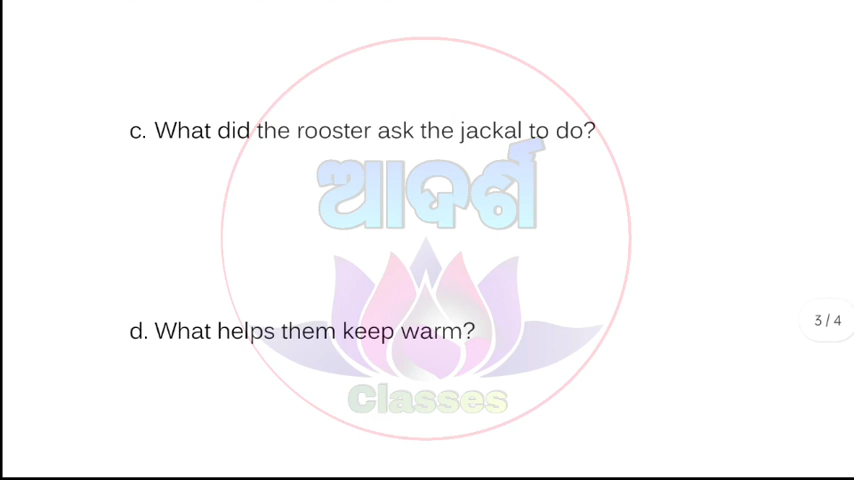 c. What did the rooster ask the jackal to do?
ଆଦର୍ଶ
3 / 4
d. What helps them keep warm?
Classes